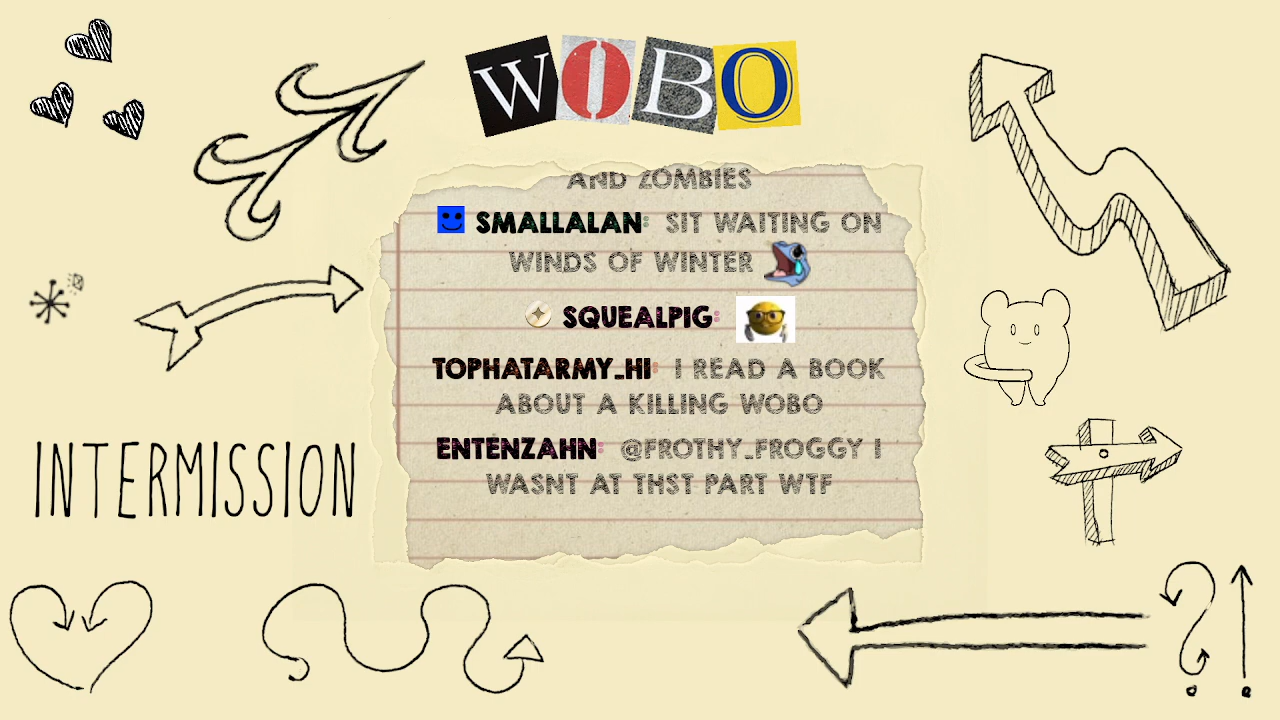 WOBO
AND ZOMBIES
SMALLALAN: SIT WAITING ON
WINDS OF WINTER
SQUEALPIG:
TOPHATARMY_HI: I READ A BOOK
ABOUT A KILLING WOBO
ENTENZAHN: @FROTHY_FROGGY I
WASNT AT THST PART WTF
INTERMISSION
?!